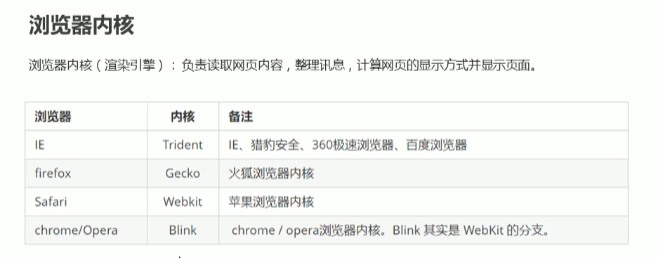 浏览器内核
浏览器内核（渲染引擎）：负责读取网页内容，整理讯息，计算网页的显示方式并显示页面。
浏览器 内核 备注
IE Trident IE、猎豹安全、360极速浏览器、百度浏览器
firefox Gecko 火狐浏览器内核
Safari Webkit 苹果浏览器内核
chrome/Opera Blink chrome / opera浏览器内核。Blink 其实是 WebKit 的分支。